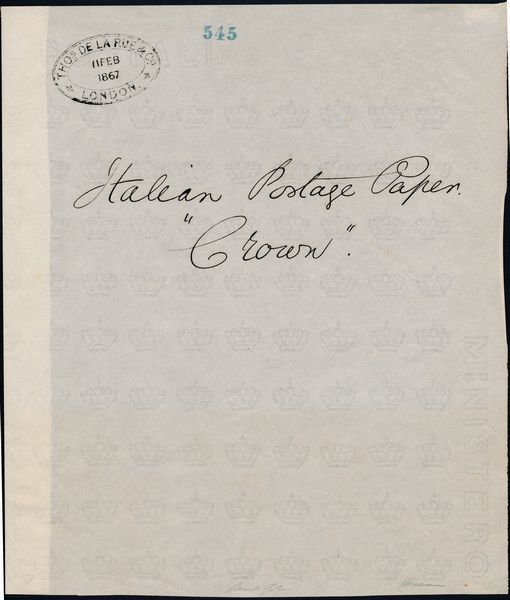 545
THOS DE LA RUE & CO
11 FEB
1867
LONDON
Italian Postage Paper.
"Crown".
MINISTERO